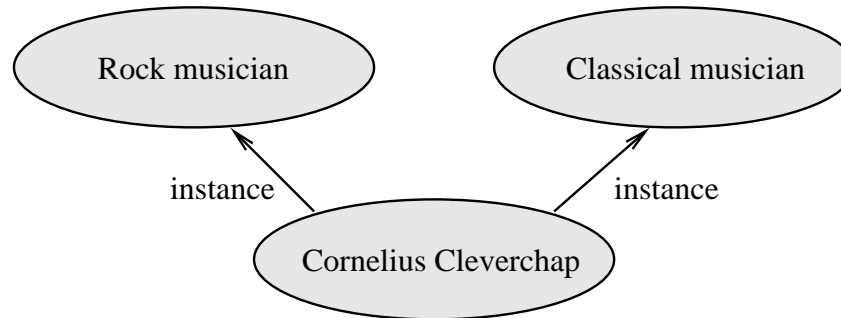 Rock musician
Classical musician
instance
instance
Cornelius Cleverchap